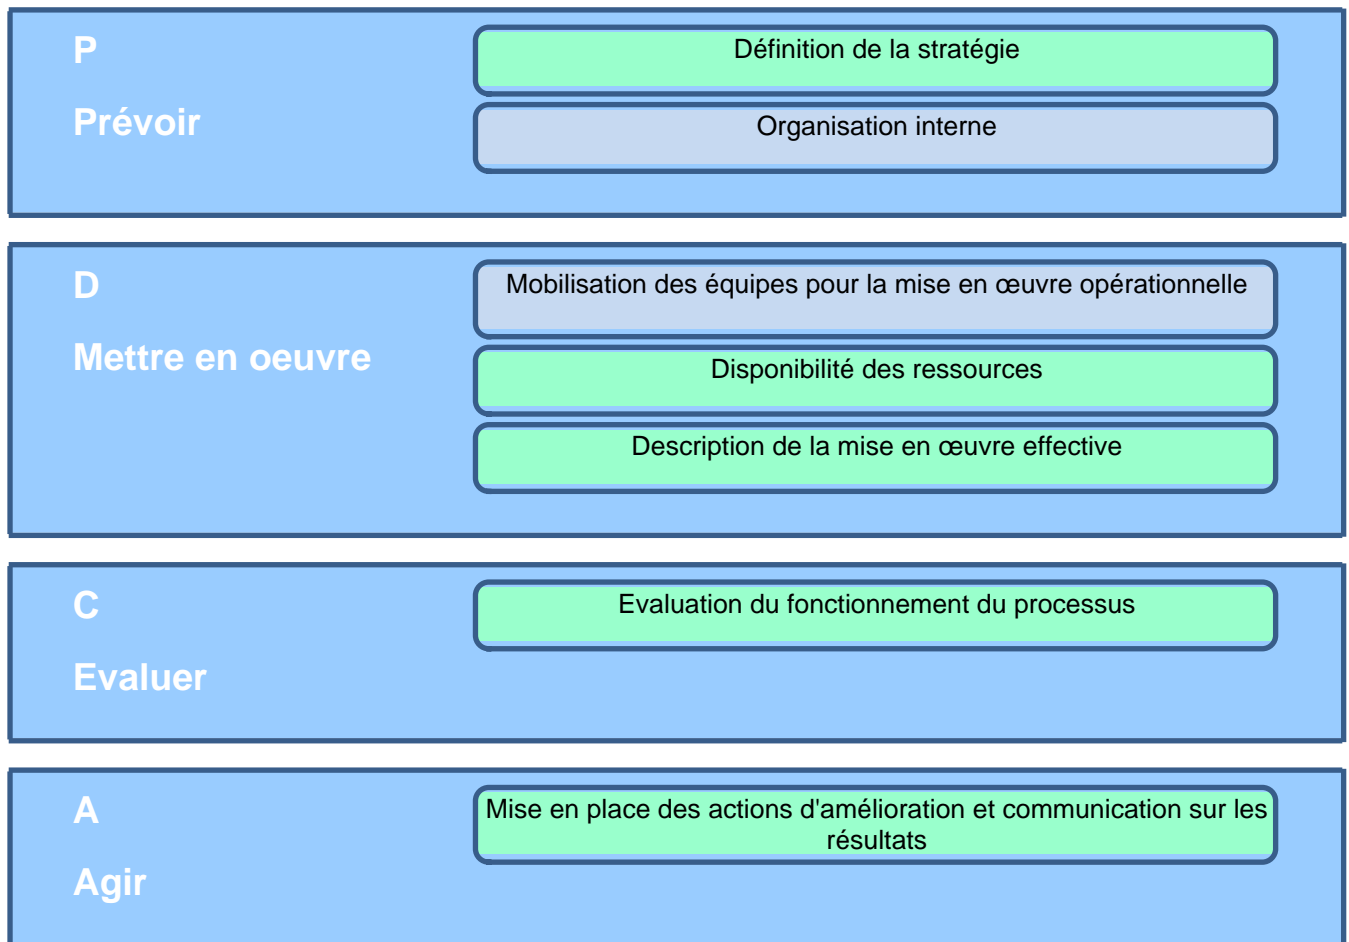 P
Prévoir
Définition de la stratégie
Organisation interne
D
Mettre en oeuvre
Mobilisation des équipes pour la mise en œuvre opérationnelle
Disponibilité des ressources
Description de la mise en œuvre effective
C
Evaluer
Evaluation du fonctionnement du processus
A
Agir
Mise en place des actions d'amélioration et communication sur les
résultats